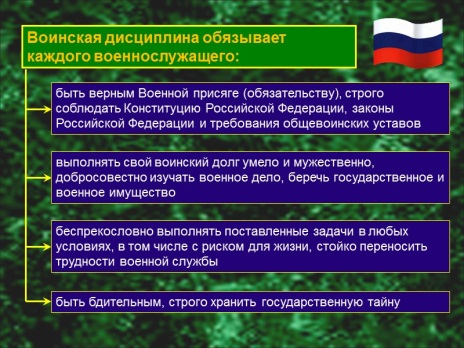 Воинская дисциплина обязывает
каждого военнослужащего:
быть верным Военной присяге (обязательству), строго
соблюдать Конституцию Российской Федерации, законы
Российской Федерации и требования общевоинских уставов
выполнять свой воинский долг умело и мужественно,
добросовестно изучать военное дело, беречь государственное и
военное имущество
беспрекословно выполнять поставленные задачи в любых
условиях, в том числе с риском для жизни, стойко переносить
трудности военной службы
быть бдительным, строго хранить государственную тайну